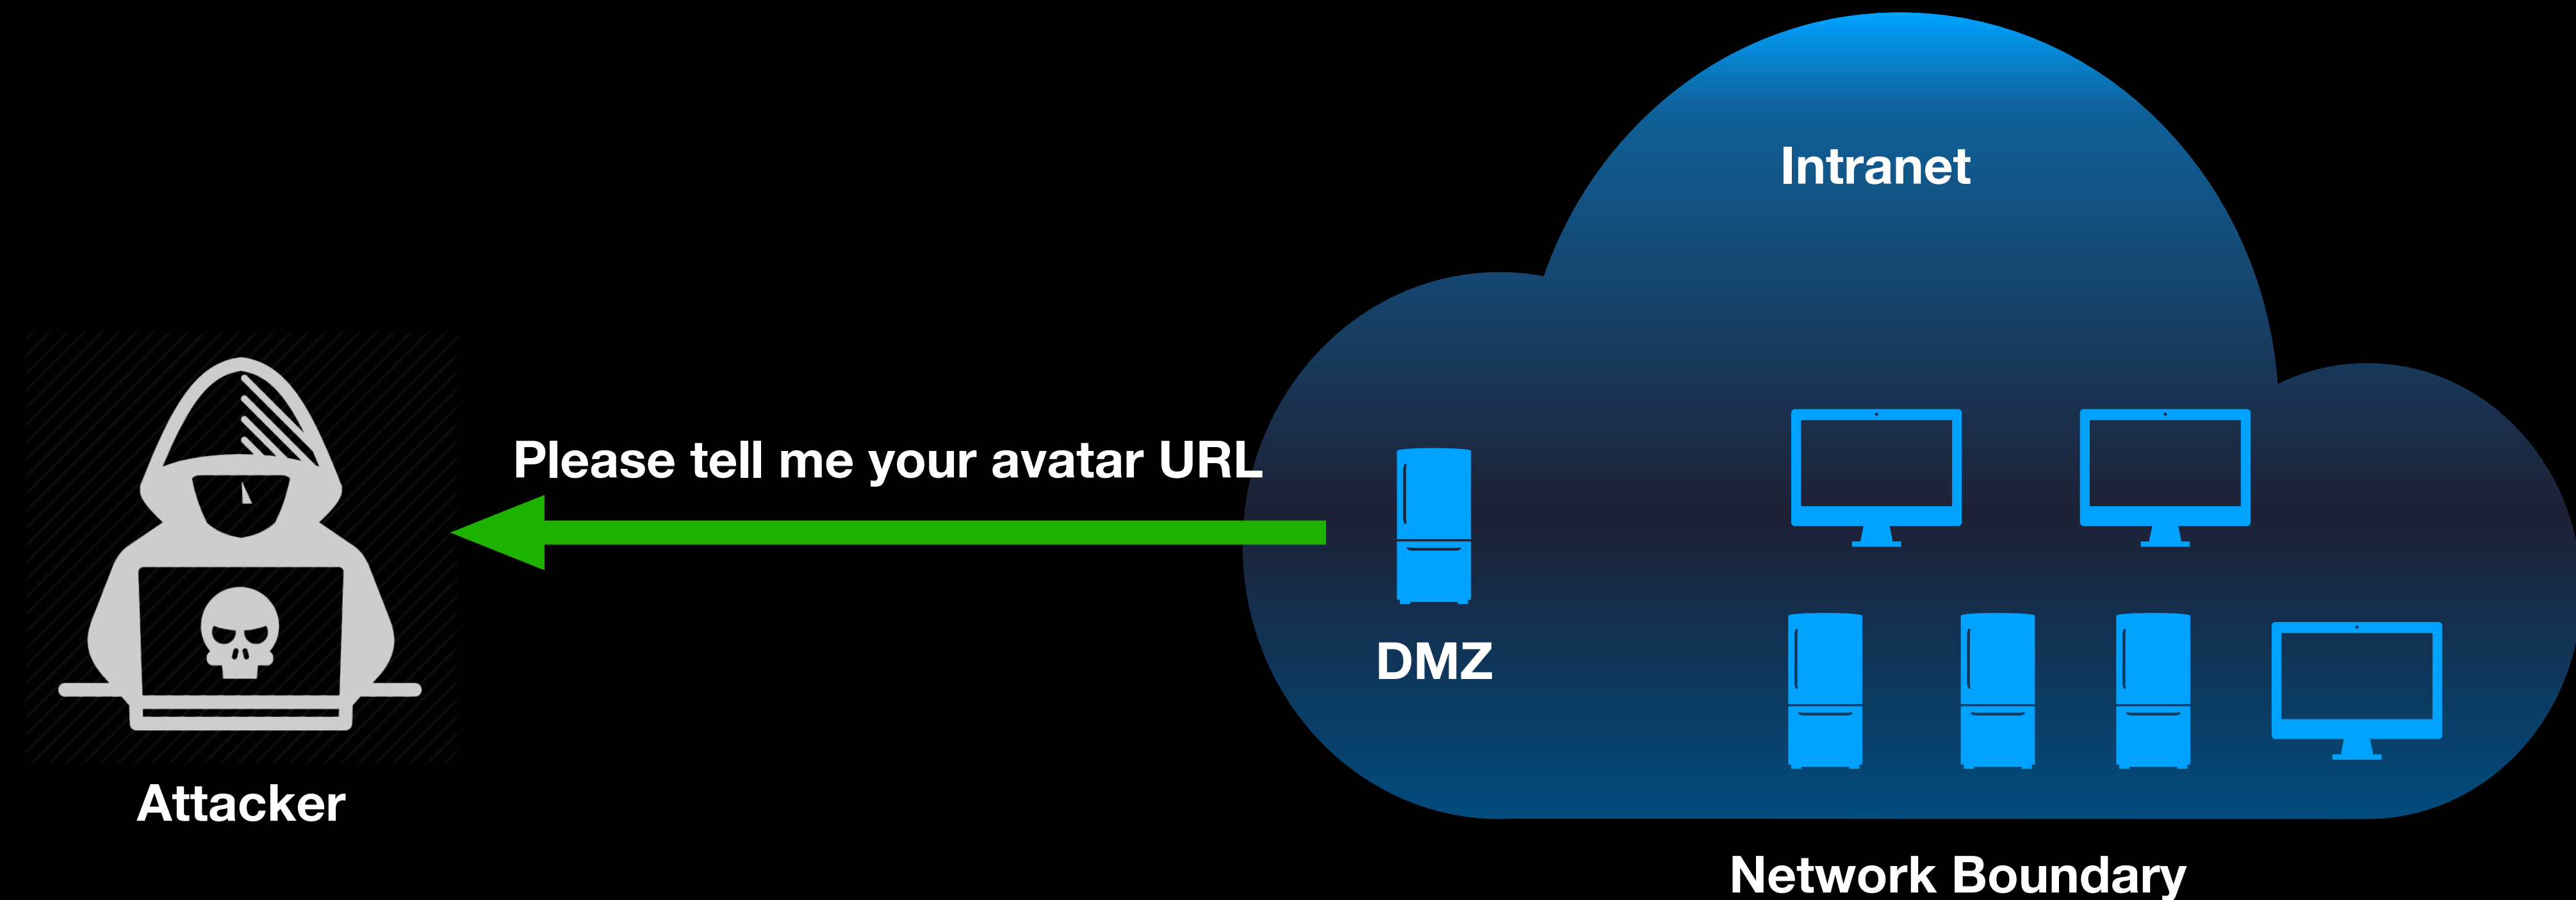 Intranet
Please tell me your avatar URL
DMZ
Attacker
Network Boundary